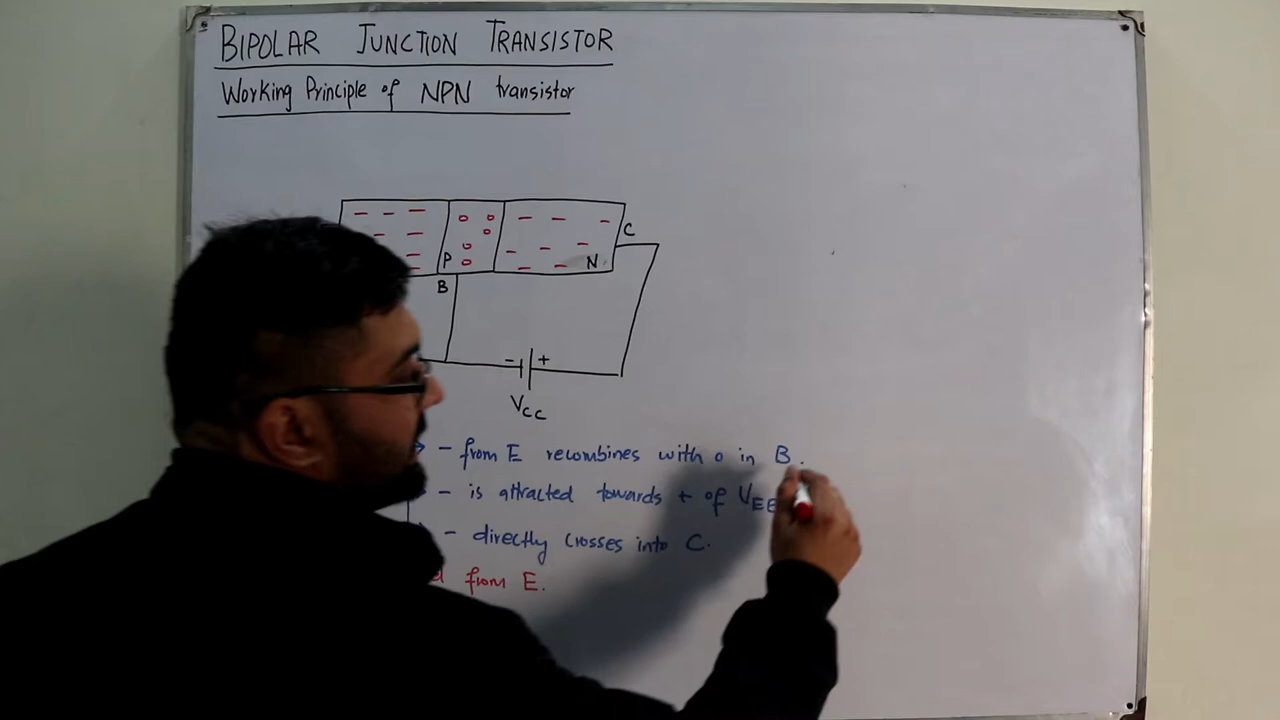 BIPOLAR JUNCTION TRANSISTOR
Working Principle of NPN transistor
C
P
N
B
- +
VCC
→ - from E recombines with o in B.
- is attracted towards + of VEE
- directly crosses into C.
from E.